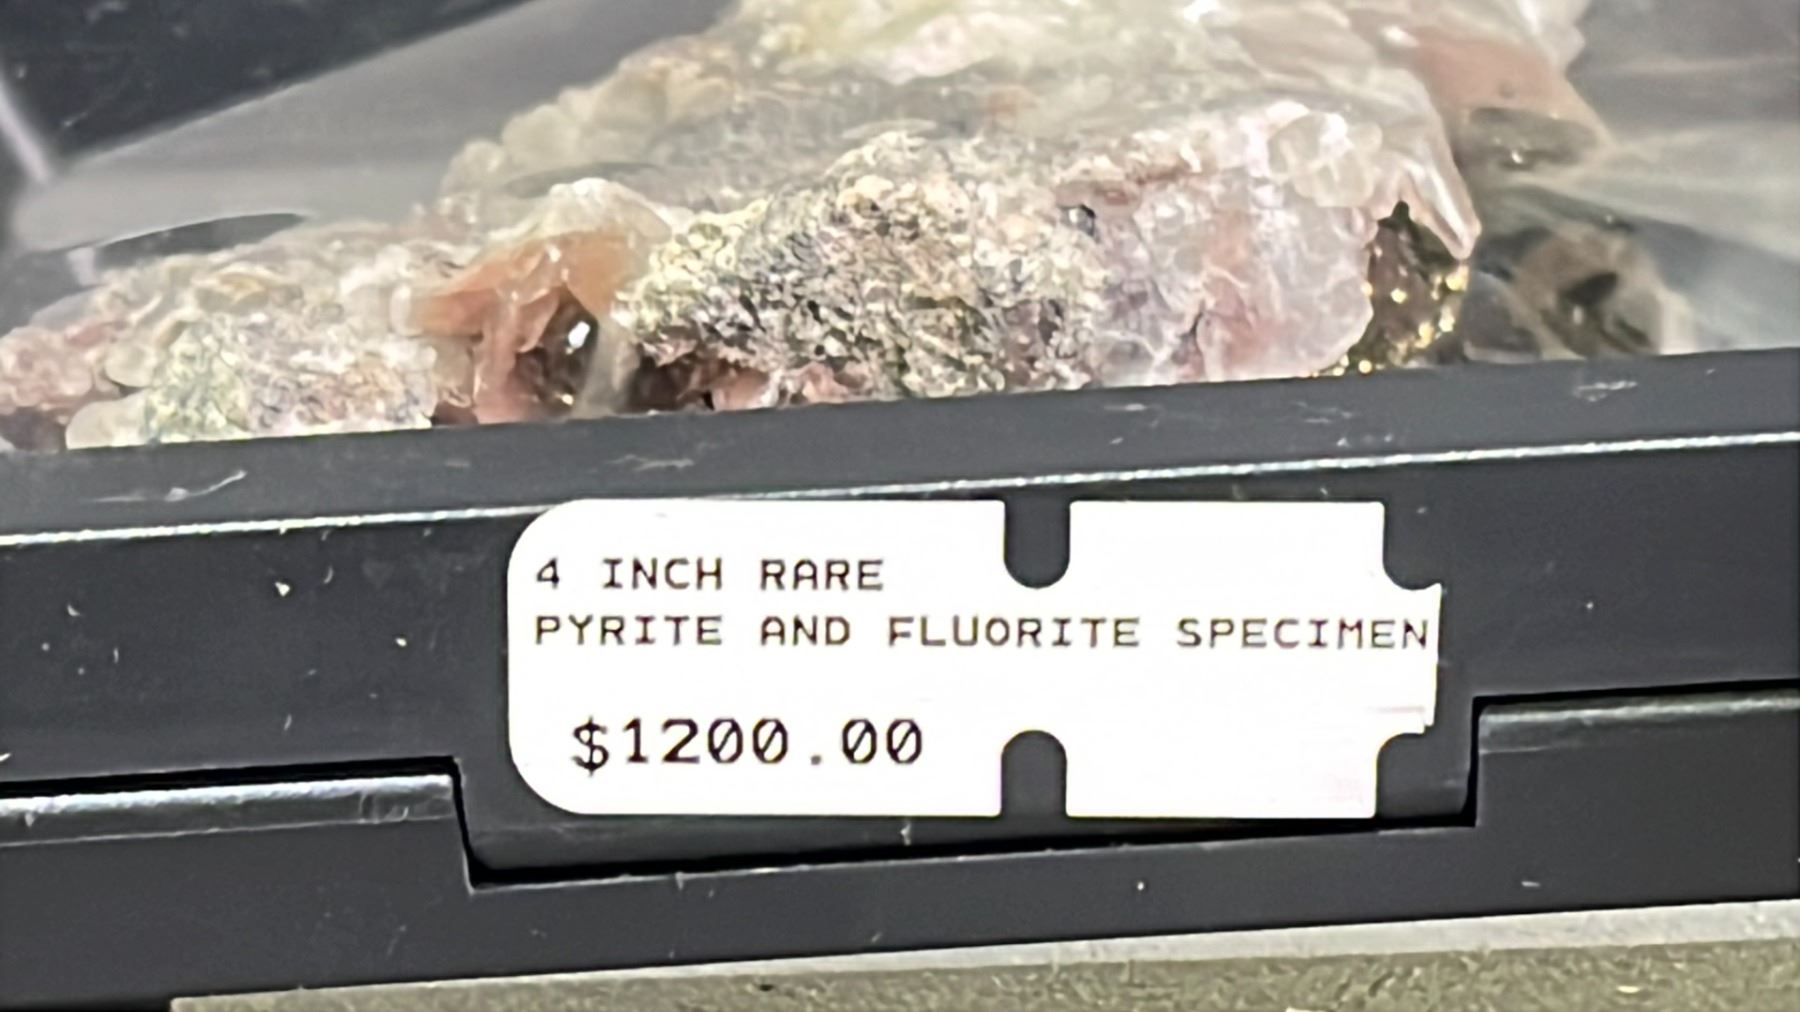 4 INCH RARE
PYRITE AND FLUORITE SPECIMEN
$1200.00